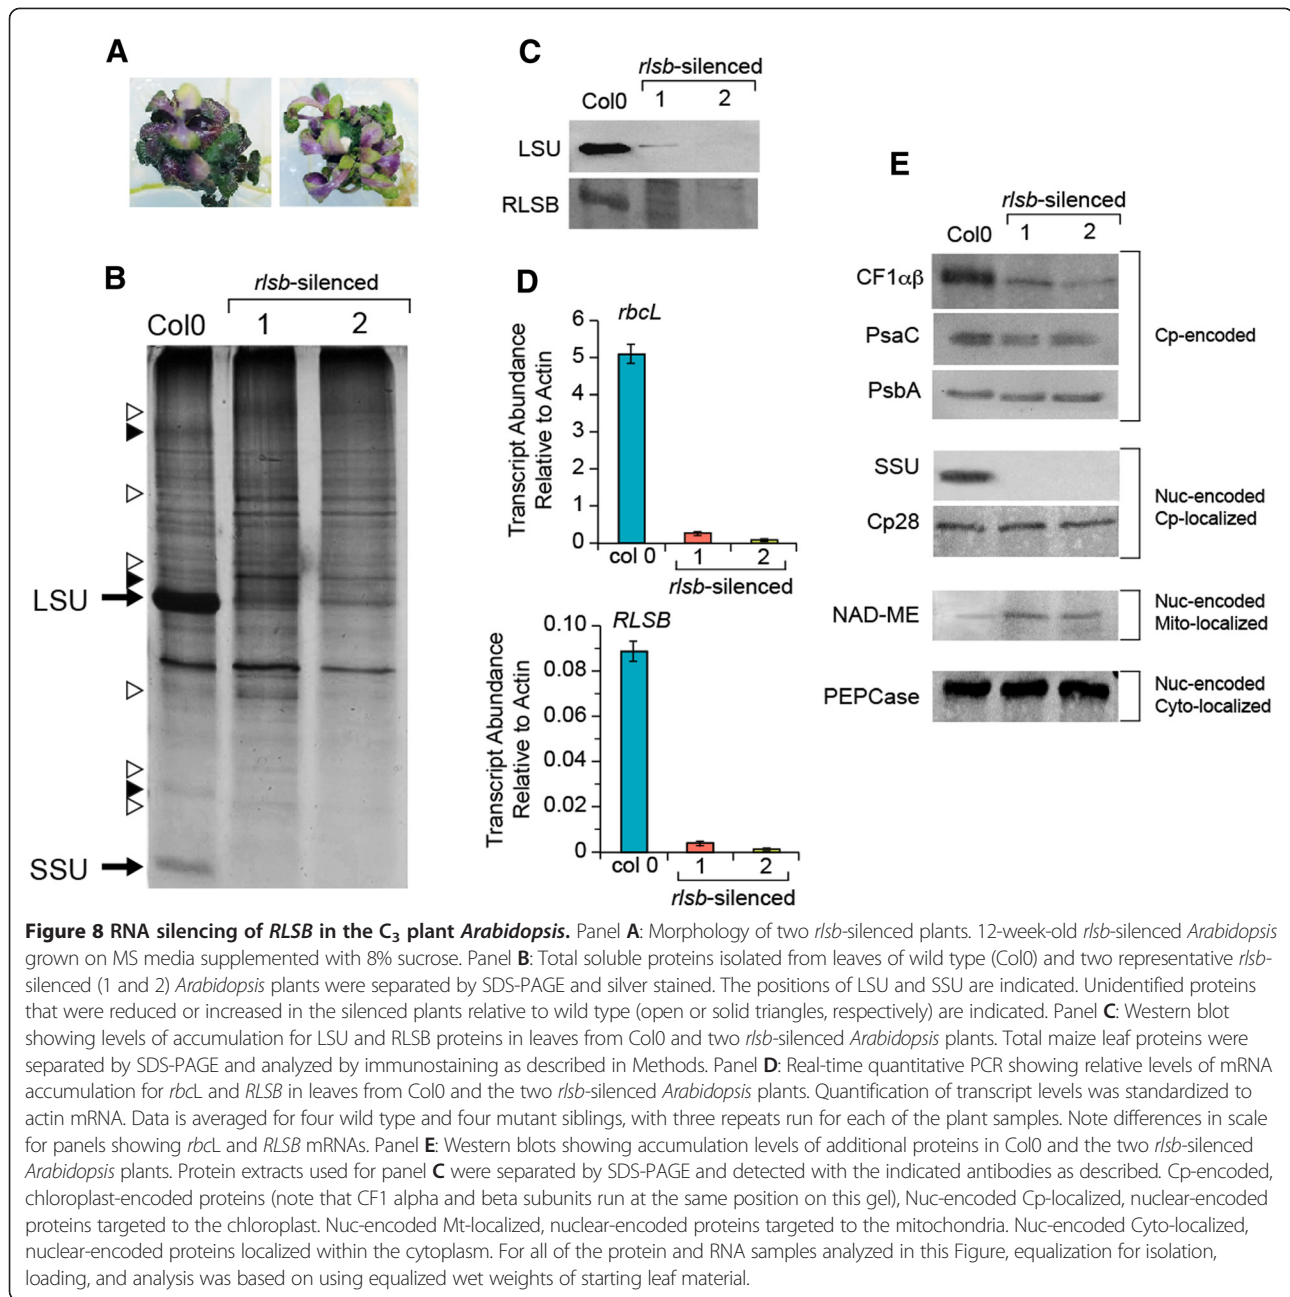 A
B
rlsb-silenced
Col0 1 2
LSU
SSU
C
rlsb-silenced
Col0 1 2
LSU
RLSB
D
rbcL
Transcript Abundance
Relative to Actin
6
5
4
3
2
1
0
col 0 1 2
rlsb-silenced
RLSB
Transcript Abundance
Relative to Actin
0.10
0.08
0.06
0.04
0.02
0
col 0 1 2
rlsb-silenced
E
rlsb-silenced
Col0 1 2
CF1αβ
PsaC
PsbA
Cp-encoded
SSU
Cp28
Nuc-encoded
Cp-localized
NAD-ME
Nuc-encoded
Mito-localized
PEPCase
Nuc-encoded
Cyto-localized
Figure 8 RNA silencing of RLSB in the C3 plant Arabidopsis. Panel A: Morphology of two rlsb-silenced plants. 12-week-old rlsb-silenced Arabidopsis
grown on MS media supplemented with 8% sucrose. Panel B: Total soluble proteins isolated from leaves of wild type (Col0) and two representative rlsb-
silenced (1 and 2) Arabidopsis plants were separated by SDS-PAGE and silver stained. The positions of LSU and SSU are indicated. Unidentified proteins
that were reduced or increased in the silenced plants relative to wild type (open or solid triangles, respectively) are indicated. Panel C: Western blot
showing levels of accumulation for LSU and RLSB proteins in leaves from Col0 and two rlsb-silenced Arabidopsis plants. Total maize leaf proteins were
separated by SDS-PAGE and analyzed by immunostaining as described in Methods. Panel D: Real-time quantitative PCR showing relative levels of mRNA
accumulation for rbcL and RLSB in leaves from Col0 and the two rlsb-silenced Arabidopsis plants. Quantification of transcript levels was standardized to
actin mRNA. Data is averaged for four wild type and four mutant siblings, with three repeats run for each of the plant samples. Note differences in scale
for panels showing rbcL and RLSB mRNAs. Panel E: Western blots showing accumulation levels of additional proteins in Col0 and the two rlsb-silenced
Arabidopsis plants. Protein extracts used for panel C were separated by SDS-PAGE and detected with the indicated antibodies as described. Cp-encoded,
chloroplast-encoded proteins (note that CF1 alpha and beta subunits run at the same position on this gel), Nuc-encoded Cp-localized, nuclear-encoded
proteins targeted to the chloroplast. Nuc-encoded Mt-localized, nuclear-encoded proteins targeted to the mitochondria. Nuc-encoded Cyto-localized,
nuclear-encoded proteins localized within the cytoplasm. For all of the protein and RNA samples analyzed in this Figure, equalization for isolation,
loading, and analysis was based on using equalized wet weights of starting leaf material.